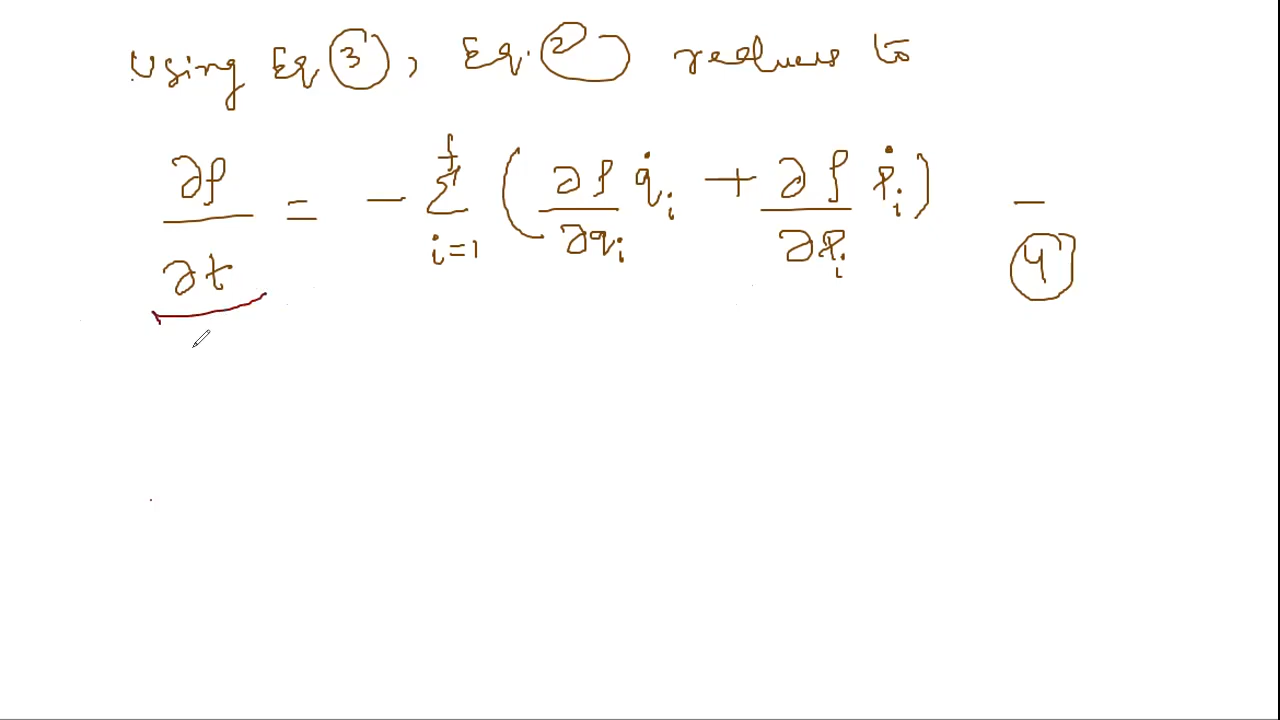 Using Eq 3, Eq. 2 reduces to
∂ρ/∂t = - Σ_{i=1}^{f} (∂ρ/∂q_i q̇_i + ∂ρ/∂p_i ṗ_i) - 4